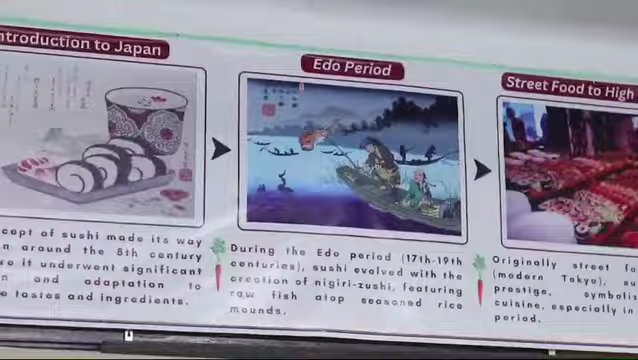 ntroduction to Japan
cept of sushi made its way
n around the 8th century
re it underwent significant
n and adaptation to
e tastes and ingredients.
Edo Period
During the Edo period (17th-19th
centuries), sushi evolved with the
creation of nigiri-zushi, featuring
raw fish atop seasoned rice
mounds.
Street Food to High
Originally street fo
(modern Tokyo), su
prestige, symboli
cuisine, especially in
period.